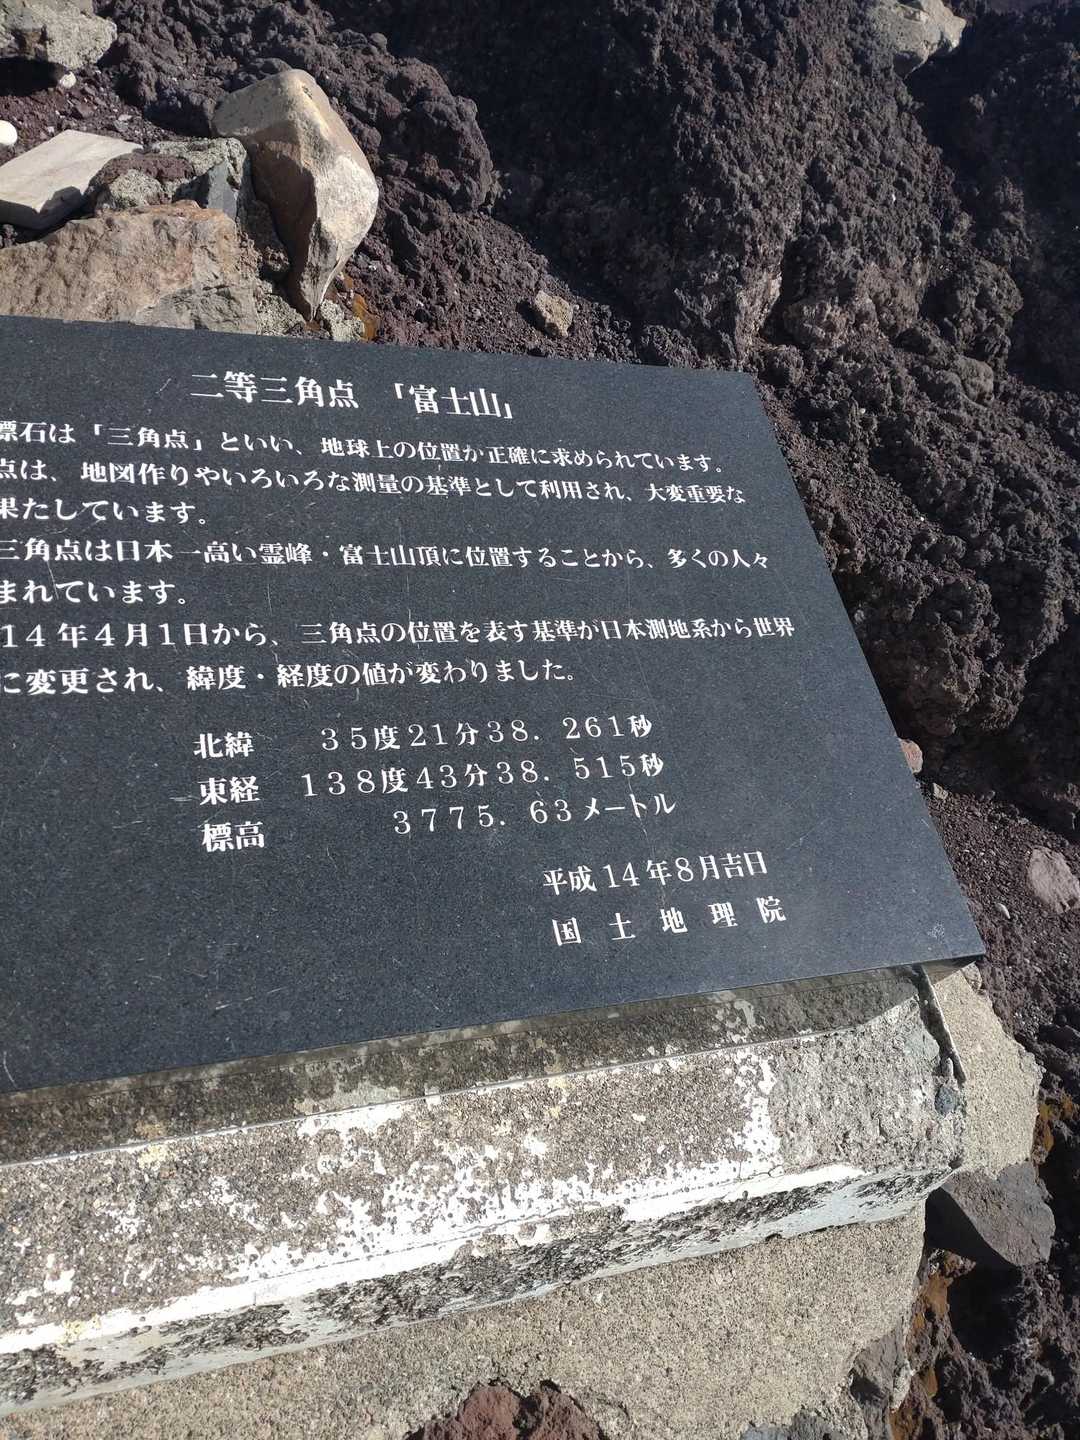 二等三角点 「富士山」
標石は「三角点」といい、地球上の位置が正確に求められています。
点は、地図作りやいろいろな測量の基準として利用され、大変重要な
果たしています。
三角点は日本一高い霊峰・富士山頂に位置することから、多くの人々
まれています。
14年4月1日から、三角点の位置を表す基準が日本測地系から世界
に変更され、緯度・経度の値が変わりました。
北緯 35度21分38.261秒
東経 138度43分38.515秒
標高 3775.63メートル
平成14年8月吉日
国土地理院